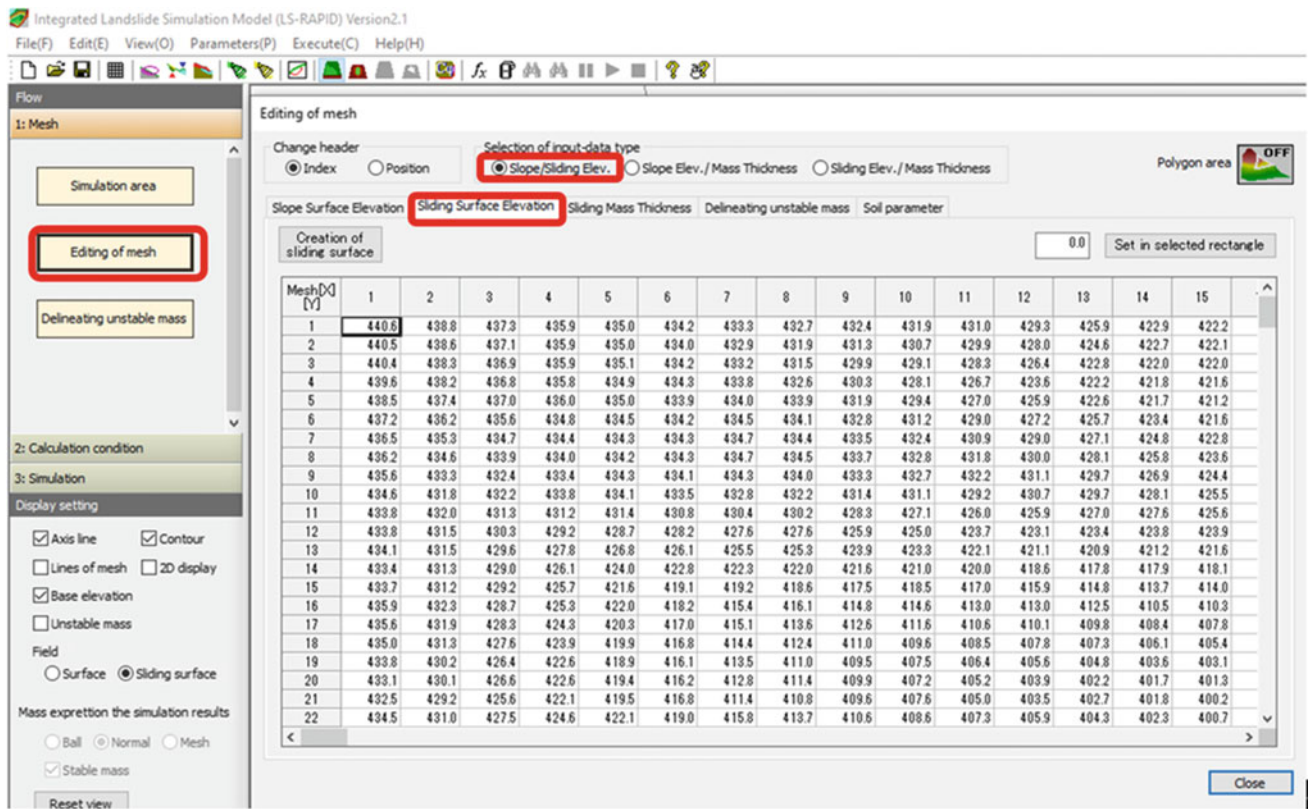 Integrated Landslide Simulation Model (LS-RAPID) Version2.1
File(F) Edit(E) View(O) Parameters(P) Execute(C) Help(H)
Flow
1: Mesh
Simulation area
Editing of mesh
Delineating unstable mass
2: Calculation condition
3: Simulation
Display setting
Axis line Contour
Lines of mesh 2D display
Base elevation
Unstable mass
Field
Surface Sliding surface
Mass exprettion the simulation results
Ball Normal Mesh
Stable mass
Reset view
Editing of mesh
Change header Selection of input-data type
Index Position Slope/Sliding Elev. Slope Elev./ Mass Thickness Sliding Elev./ Mass Thickness
Polygon area OFF
Slope Surface Elevation Sliding Surface Elevation Sliding Mass Thickness Delineating unstable mass Soil parameter
Creation of
sliding surface
0.0 Set in selected rectangle
Mesh[X]
[Y] 1 2 3 4 5 6 7 8 9 10 11 12 13 14 15
1 440.6 438.8 437.3 435.9 435.0 434.2 433.3 432.7 432.4 431.9 431.0 429.3 425.9 422.9 422.2
2 440.5 438.6 437.1 435.9 435.0 434.0 432.9 431.9 431.3 430.7 429.9 428.0 424.6 422.7 422.1
3 440.4 438.3 436.9 435.9 435.1 434.2 433.2 431.5 429.9 429.1 428.3 426.4 422.8 422.0 422.0
4 439.6 438.2 436.8 435.8 434.9 434.3 433.8 432.6 430.3 428.1 426.7 423.6 422.2 421.8 421.6
5 438.5 437.4 437.0 436.0 435.0 433.9 434.0 433.9 431.9 429.4 427.0 425.9 422.6 421.7 421.2
6 437.2 436.2 435.6 434.8 434.5 434.2 434.5 434.1 432.8 431.2 429.0 427.2 425.7 423.4 421.6
7 436.5 435.3 434.7 434.4 434.3 434.3 434.7 434.4 433.5 432.4 430.9 429.0 427.1 424.8 422.8
8 436.2 434.6 433.9 434.0 434.2 434.3 434.7 434.5 433.7 432.8 431.8 430.0 428.1 425.8 423.6
9 435.6 433.3 432.4 433.4 434.3 434.1 434.3 434.0 433.3 432.7 432.2 431.1 429.7 426.9 424.4
10 434.6 431.8 432.2 433.8 434.1 433.5 432.8 432.2 431.4 431.1 429.2 430.7 429.7 428.1 425.5
11 433.8 432.0 431.3 431.2 431.4 430.8 430.4 430.2 428.3 427.1 426.0 425.9 427.0 427.6 425.6
12 433.8 431.5 430.3 429.2 428.7 428.2 427.6 427.6 425.9 425.0 423.7 423.1 423.4 423.8 423.9
13 434.1 431.5 429.6 427.8 426.8 426.1 425.5 425.3 423.9 423.3 422.1 421.1 420.9 421.2 421.6
14 433.4 431.3 429.0 426.1 424.0 422.8 422.3 422.0 421.6 421.0 420.0 418.6 417.8 417.9 418.1
15 433.7 431.2 429.2 425.7 421.6 419.1 419.2 418.6 417.5 418.5 417.0 415.9 414.8 413.7 414.0
16 435.9 432.3 428.7 425.3 422.0 418.2 415.4 416.1 414.8 414.6 413.0 413.0 412.5 410.5 410.3
17 435.6 431.9 428.3 424.3 420.3 417.0 415.1 413.6 412.6 411.6 410.6 410.1 409.8 408.4 407.8
18 435.0 431.3 427.6 423.9 419.9 416.8 414.4 412.4 411.0 409.6 408.5 407.8 407.3 406.1 405.4
19 433.8 430.2 426.4 422.6 418.9 416.1 413.5 411.0 409.5 407.5 406.4 405.6 404.8 403.6 403.1
20 433.1 430.1 426.6 422.6 419.4 416.2 412.8 411.4 409.9 407.2 405.2 403.9 402.2 401.7 401.3
21 432.5 429.2 425.6 422.1 419.5 416.8 411.4 410.8 409.6 407.6 405.0 403.5 402.7 401.8 400.2
22 434.5 431.0 427.5 424.6 422.1 419.0 415.8 413.7 410.6 408.6 407.3 405.9 404.3 402.3 400.7
Close